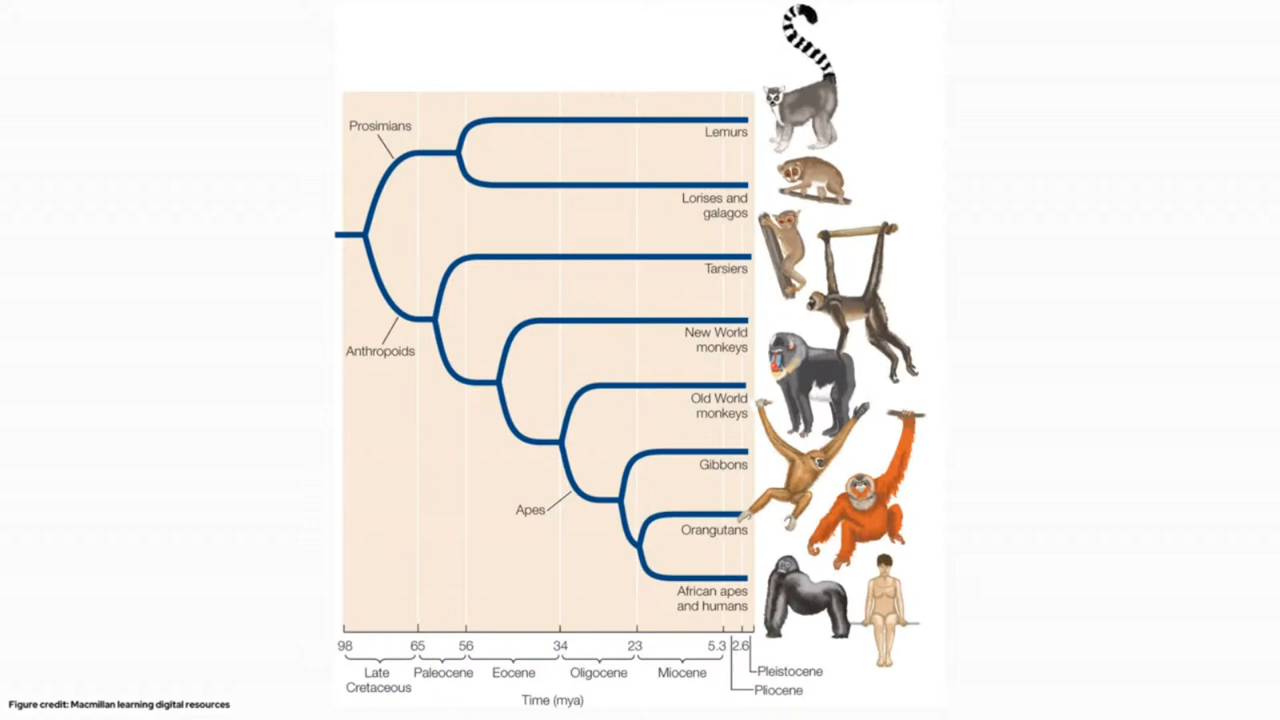 Prosimians
Lemurs
Lorises and
galagos
Tarsiers
New World
monkeys
Anthropoids
Old World
monkeys
Gibbons
Apes
Orangutans
African apes
and humans
98 65 56 34 23 5.3 2.6
Late
Cretaceous
Paleocene
Eocene
Oligocene
Miocene
Pleistocene
Pliocene
Time (mya)
Figure credit: Macmillan learning digital resources